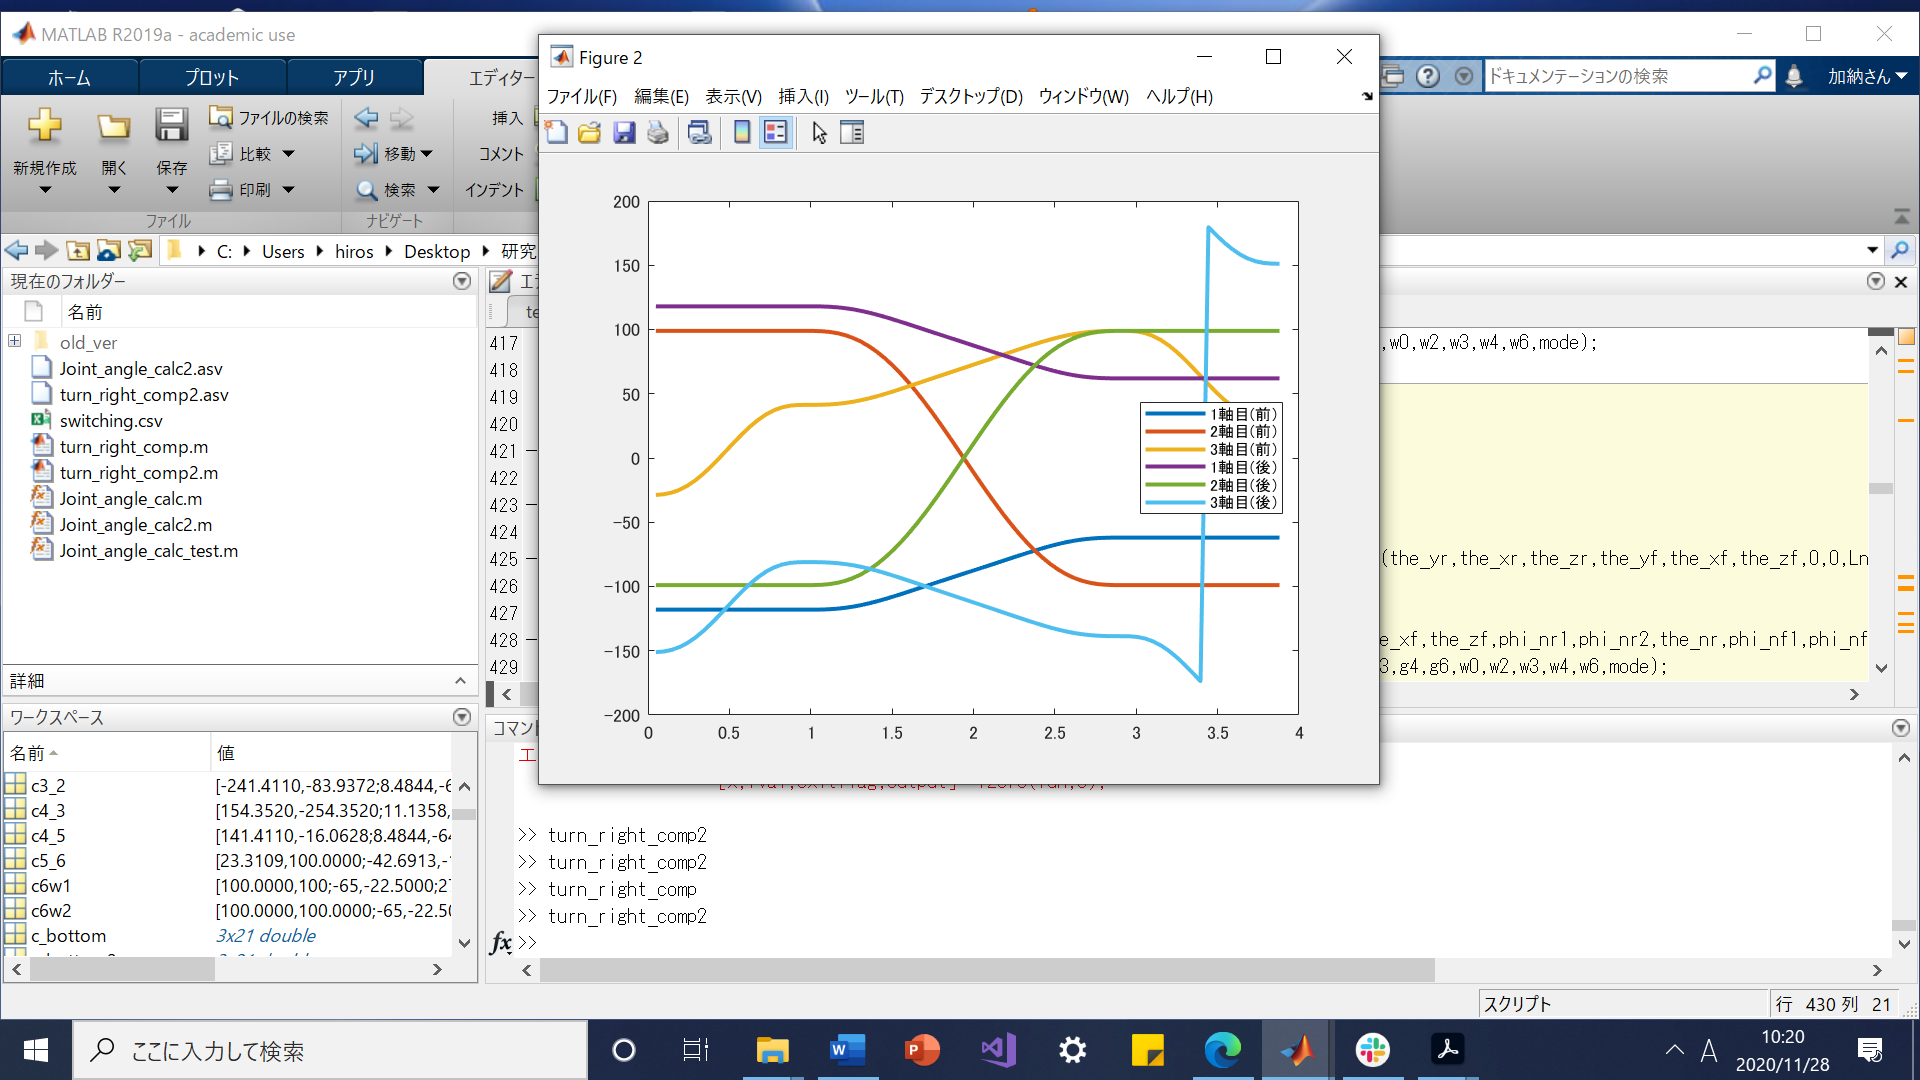 MATLAB R2019a - academic use
ホーム
プロット
アプリ
エディター
ドキュメンテーションの検索
加納さん
新規作成
開く
保存
ファイルの検索
比較
印刷
ファイル
移動
検索
ナビゲート
挿入
コメント
インデント
C:
Users
hiros
Desktop
研究
現在のフォルダー
名前
old_ver
Joint_angle_calc2.asv
turn_right_comp2.asv
switching.csv
turn_right_comp.m
turn_right_comp2.m
Joint_angle_calc.m
Joint_angle_calc2.m
Joint_angle_calc_test.m
詳細
ワークスペース
名前 値
c3_2 [-241.4110,-83.9372;8.4844,-6
c4_3 [154.3520,-254.3520;11.1358,
c4_5 [141.4110,-16.0628;8.4844,-64
c5_6 [23.3109,100.0000;-42.6913,-
c6w1 [100.0000,100;-65,-22.5000;2
c6w2 [100.0000,100.0000;-65,-22.50
c_bottom 3x21 double
Figure 2
ファイル(F) 編集(E) 表示(V) 挿入(I) ツール(T) デスクトップ(D) ウィンドウ(W) ヘルプ(H)
200
150
100
50
0
-50
-100
-150
-200
0 0.5 1 1.5 2 2.5 3 3.5 4
1軸目(前)
2軸目(前)
3軸目(前)
1軸目(後)
2軸目(後)
3軸目(後)
te
417
418
419
420
421
422
423
424
425
426
427
428
429
,w0,w2,w3,w4,w6,mode);
(the_yr,the_xr,the_zr,the_yf,the_xf,the_zf,0,0,Ln
e_xf,the_zf,phi_nr1,phi_nr2,the_nr,phi_nf1,phi_nf
3,g4,g6,w0,w2,w3,w4,w6,mode);
>> turn_right_comp2
>> turn_right_comp2
>> turn_right_comp
>> turn_right_comp2
fx >>
スクリプト
行 430 列 21
ここに入力して検索
A
10:20
2020/11/28